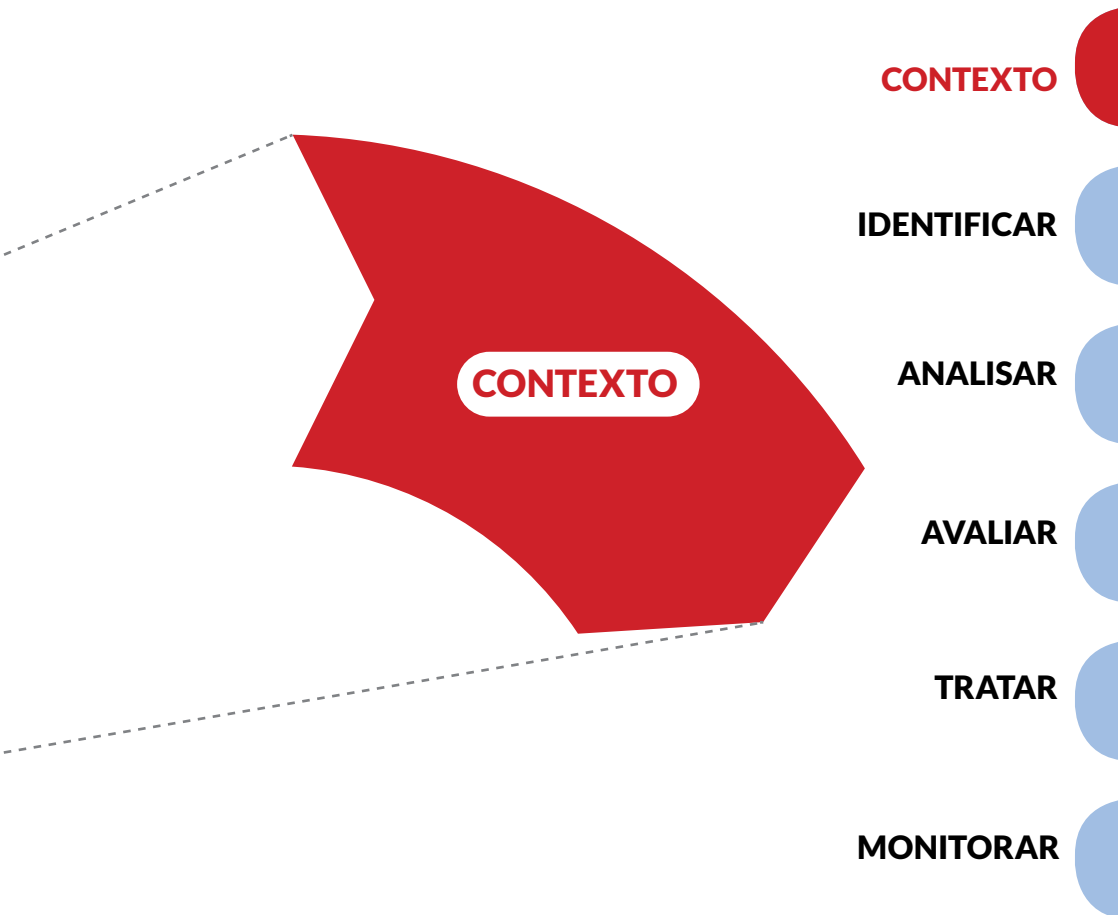 CONTEXTO
IDENTIFICAR
ANALISAR
CONTEXTO
AVALIAR
TRATAR
MONITORAR